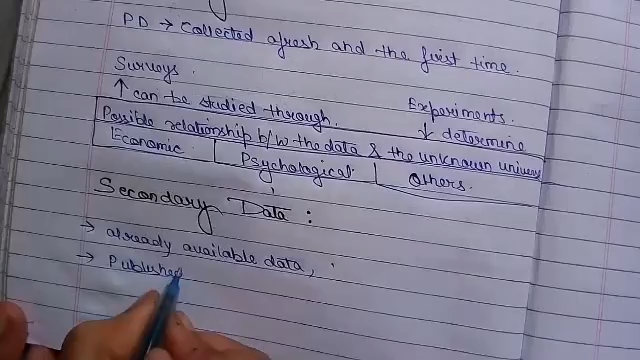 PD → Collected afresh and the first time.
Surveys.
↑ can be studied through.
Experiments.
↓ determine
Possible relationship b/w the data & the unknown univers
Economic
Psychological
Others.
Secondary Data :
→ already available data,
→ Published